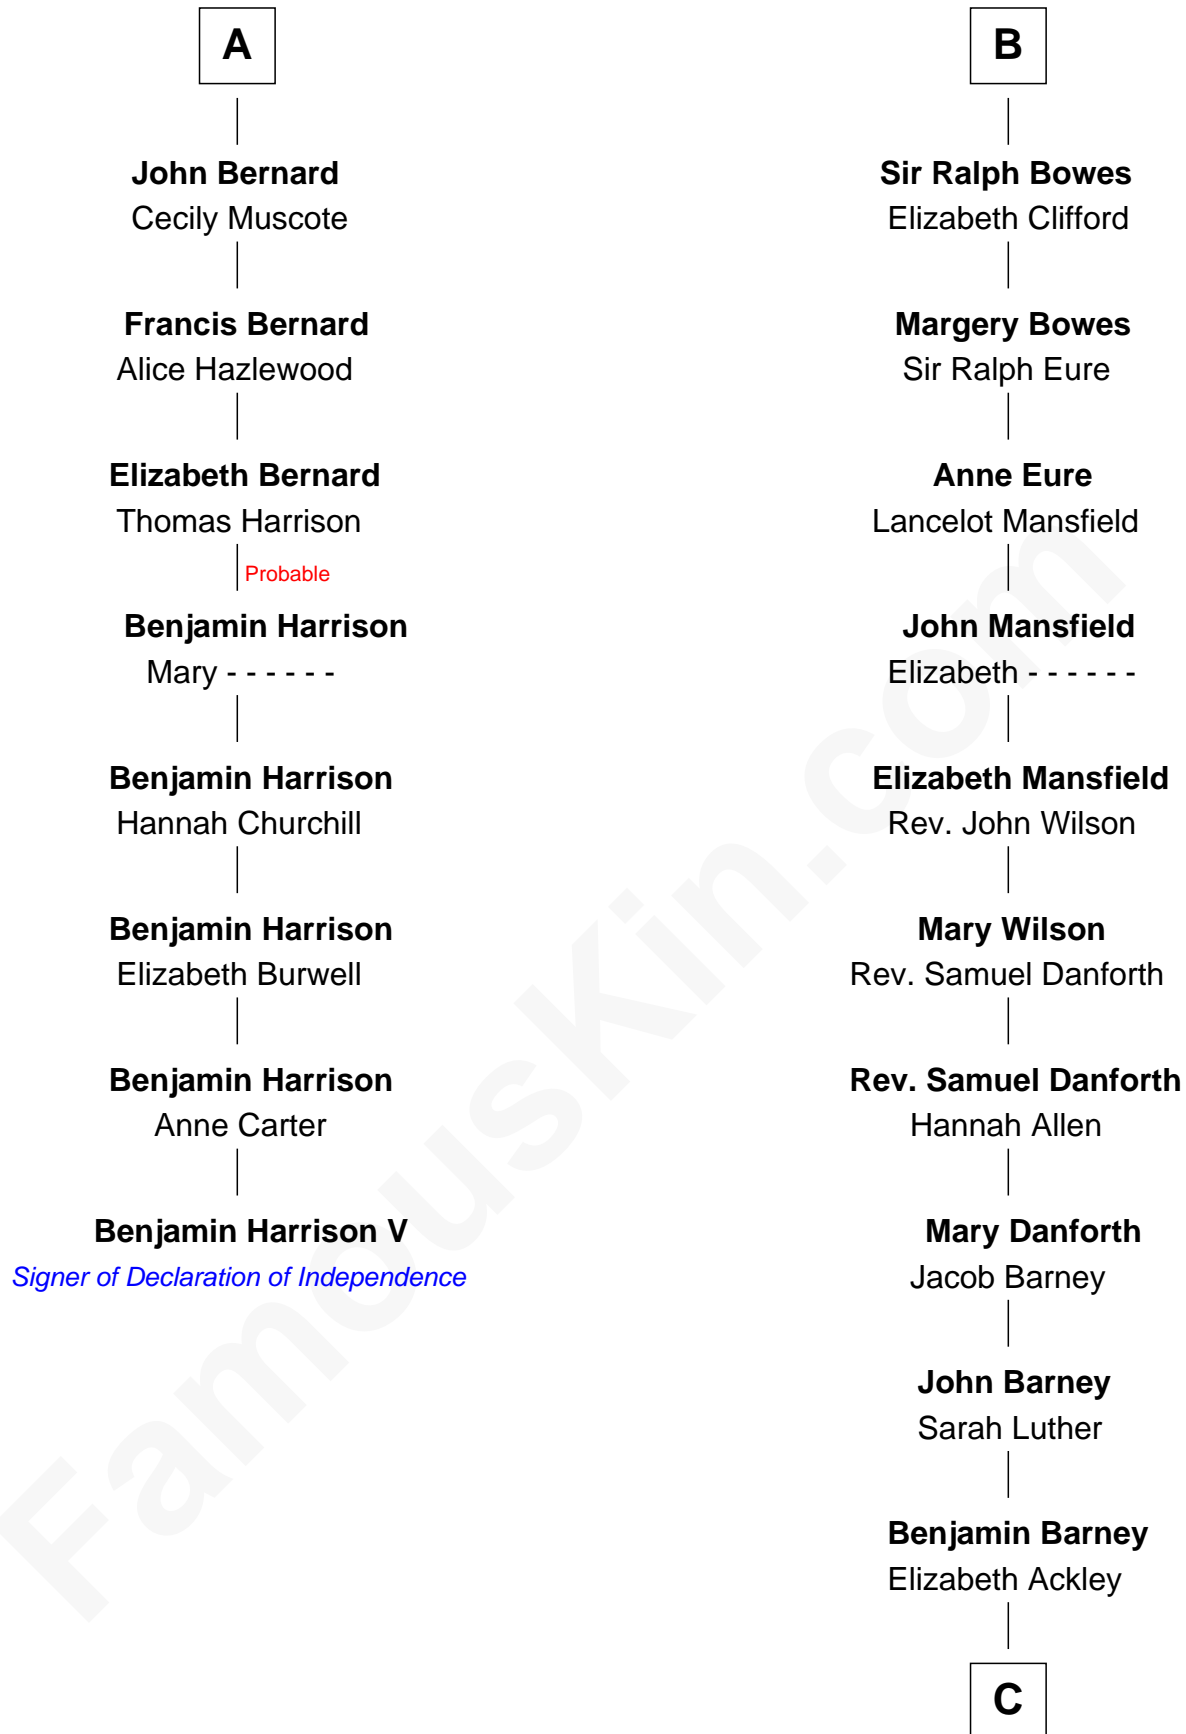 A
John Bernard
Cecily Muscote
Francis Bernard
Alice Hazlewood
Elizabeth Bernard
Thomas Harrison
Probable
Benjamin Harrison
Mary - - - - - -
Benjamin Harrison
Hannah Churchill
Benjamin Harrison
Elizabeth Burwell
Benjamin Harrison
Anne Carter
Benjamin Harrison V
Signer of Declaration of Independence
B
Sir Ralph Bowes
Elizabeth Clifford
Margery Bowes
Sir Ralph Eure
Anne Eure
Lancelot Mansfield
John Mansfield
Elizabeth - - - - - -
Elizabeth Mansfield
Rev. John Wilson
Mary Wilson
Rev. Samuel Danforth
Rev. Samuel Danforth
Hannah Allen
Mary Danforth
Jacob Barney
John Barney
Sarah Luther
Benjamin Barney
Elizabeth Ackley
C
FamousKin.com